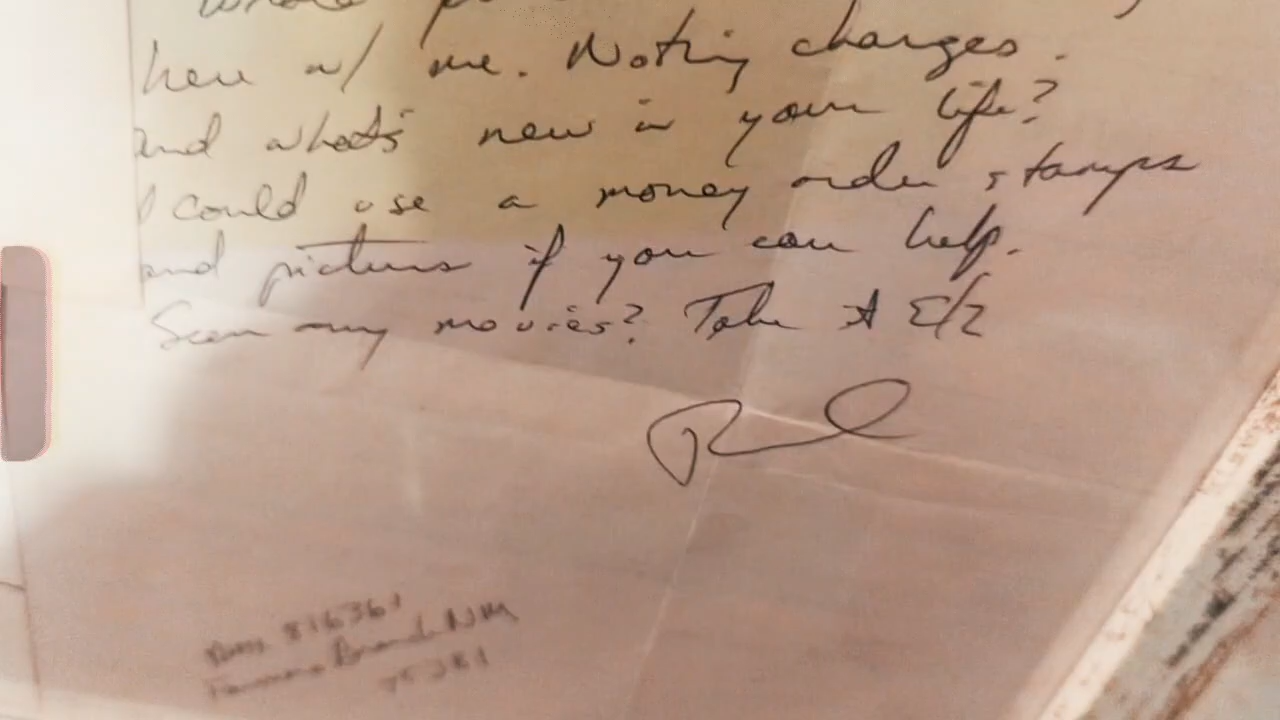 here w/ me. Nothing changes.
and what's new in your life?
I could use a money order stamps
and pictures if you can help.
Seen any movies? Take it E/Z
816361